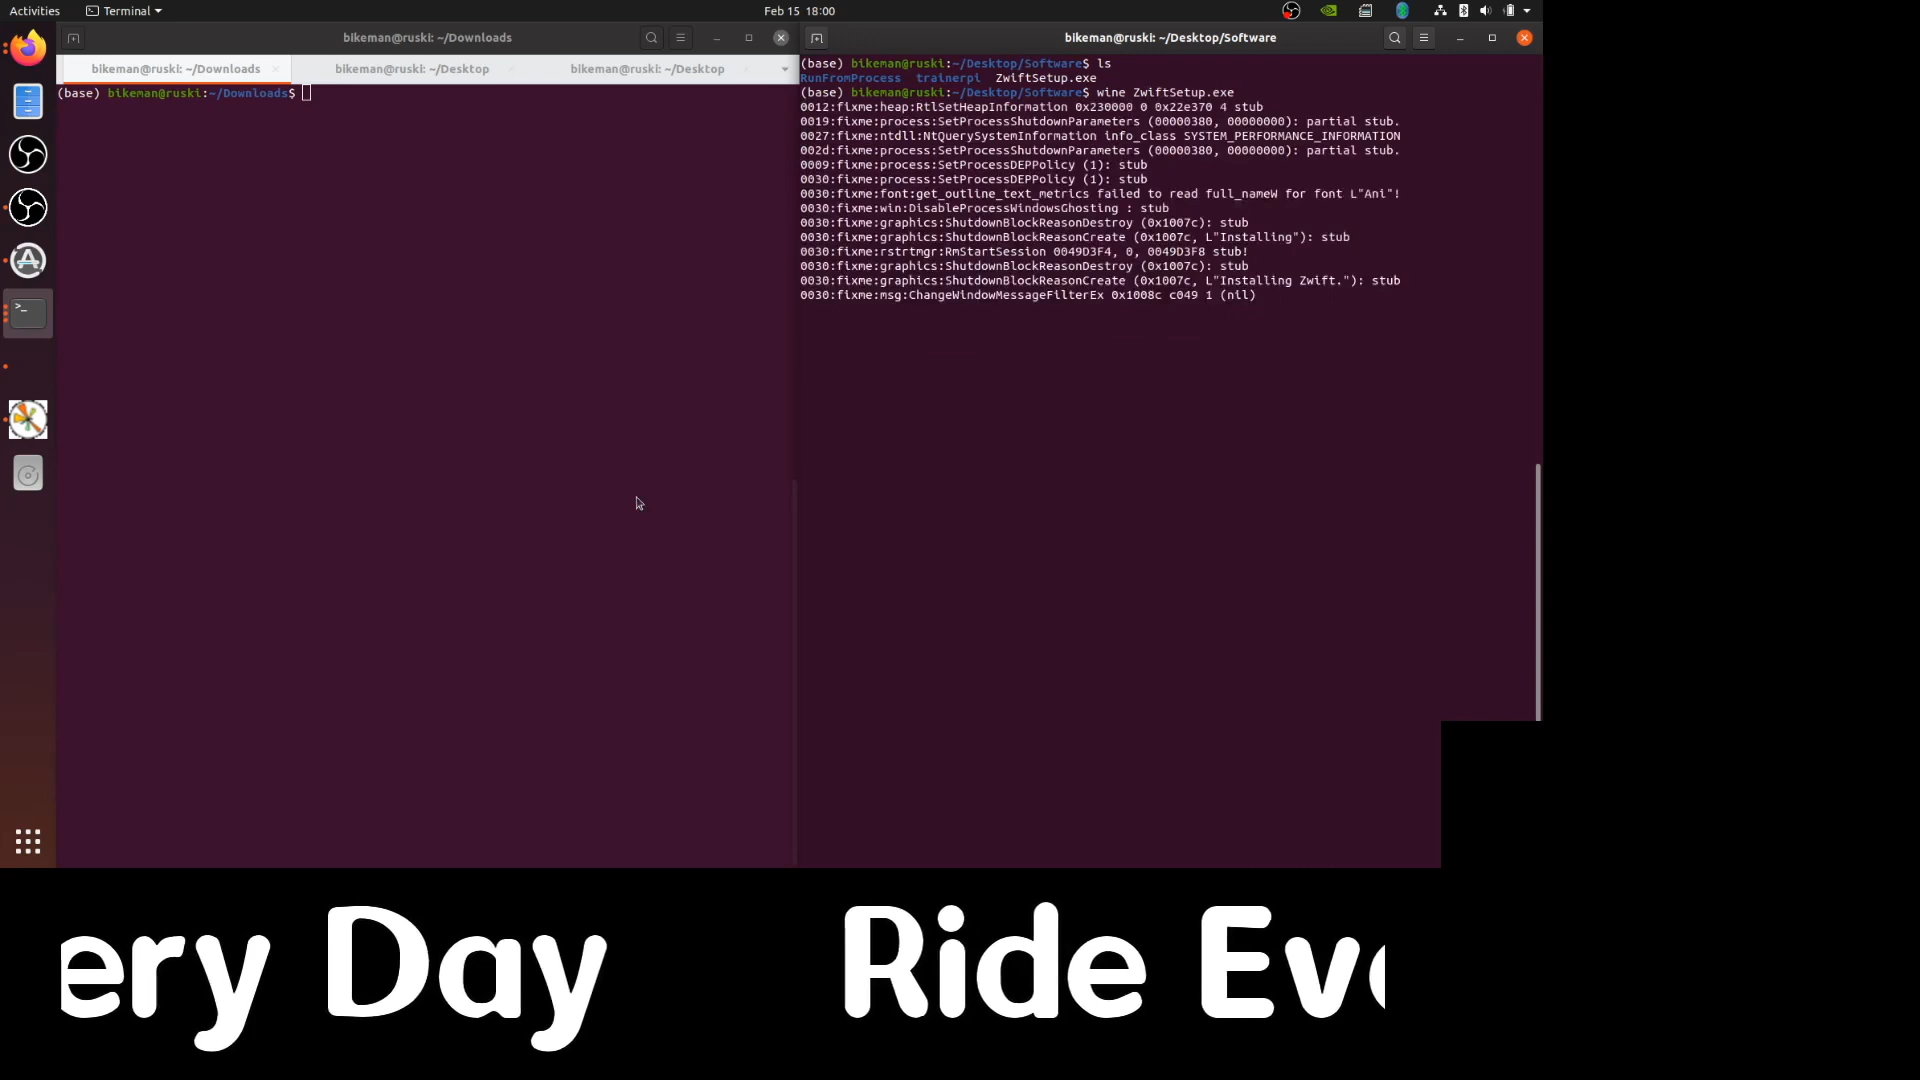 Activities Terminal Feb 15 18:00
bikeman@ruski: ~/Downloads
bikeman@ruski: ~/Downloads bikeman@ruski: ~/Desktop bikeman@ruski: ~/Desktop
(base) bikeman@ruski:~/Downloads$
bikeman@ruski: ~/Desktop/Software
(base) bikeman@ruski:~/Desktop/Software$ ls
RunFromProcess trainerpi ZwiftSetup.exe
(base) bikeman@ruski:~/Desktop/Software$ wine ZwiftSetup.exe
0012:fixme:heap:RtlSetHeapInformation 0x230000 0 0x22e370 4 stub
0019:fixme:process:SetProcessShutdownParameters (00000380, 00000000): partial stub.
0027:fixme:ntdll:NtQuerySystemInformation info_class SYSTEM_PERFORMANCE_INFORMATION
002d:fixme:process:SetProcessShutdownParameters (00000380, 00000000): partial stub.
0009:fixme:process:SetProcessDEPPolicy (1): stub
0030:fixme:process:SetProcessDEPPolicy (1): stub
0030:fixme:font:get_outline_text_metrics failed to read full_nameW for font L"Ani"!
0030:fixme:win:DisableProcessWindowsGhosting : stub
0030:fixme:graphics:ShutdownBlockReasonDestroy (0x1007c): stub
0030:fixme:graphics:ShutdownBlockReasonCreate (0x1007c, L"Installing"): stub
0030:fixme:rstrtmgr:RmStartSession 0049D3F4, 0, 0049D3F8 stub!
0030:fixme:graphics:ShutdownBlockReasonDestroy (0x1007c): stub
0030:fixme:graphics:ShutdownBlockReasonCreate (0x1007c, L"Installing Zwift."): stub
0030:fixme:msg:ChangeWindowMessageFilterEx 0x1008c c049 1 (nil)
ery Day Ride Eve